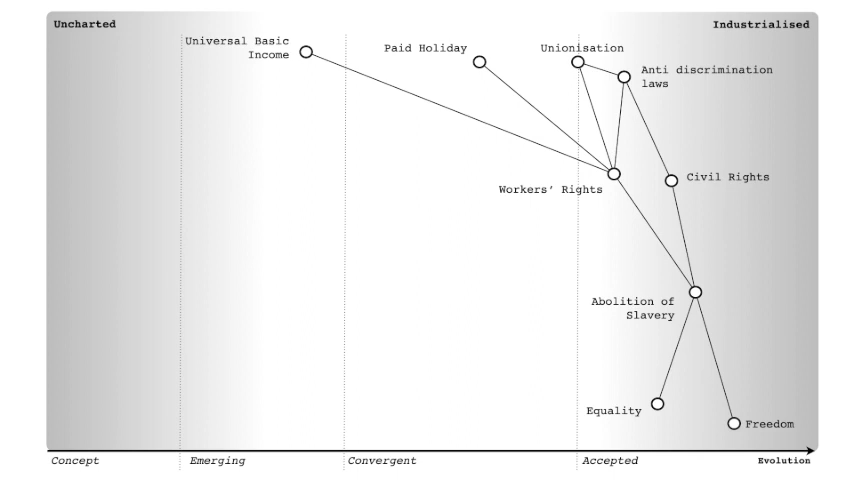 Uncharted
Industrialised
Universal Basic
Income
Paid Holiday
Unionisation
Anti discrimination
laws
Workers’ Rights
Civil Rights
Abolition of
Slavery
Equality
Freedom
Concept
Emerging
Convergent
Accepted
Evolution